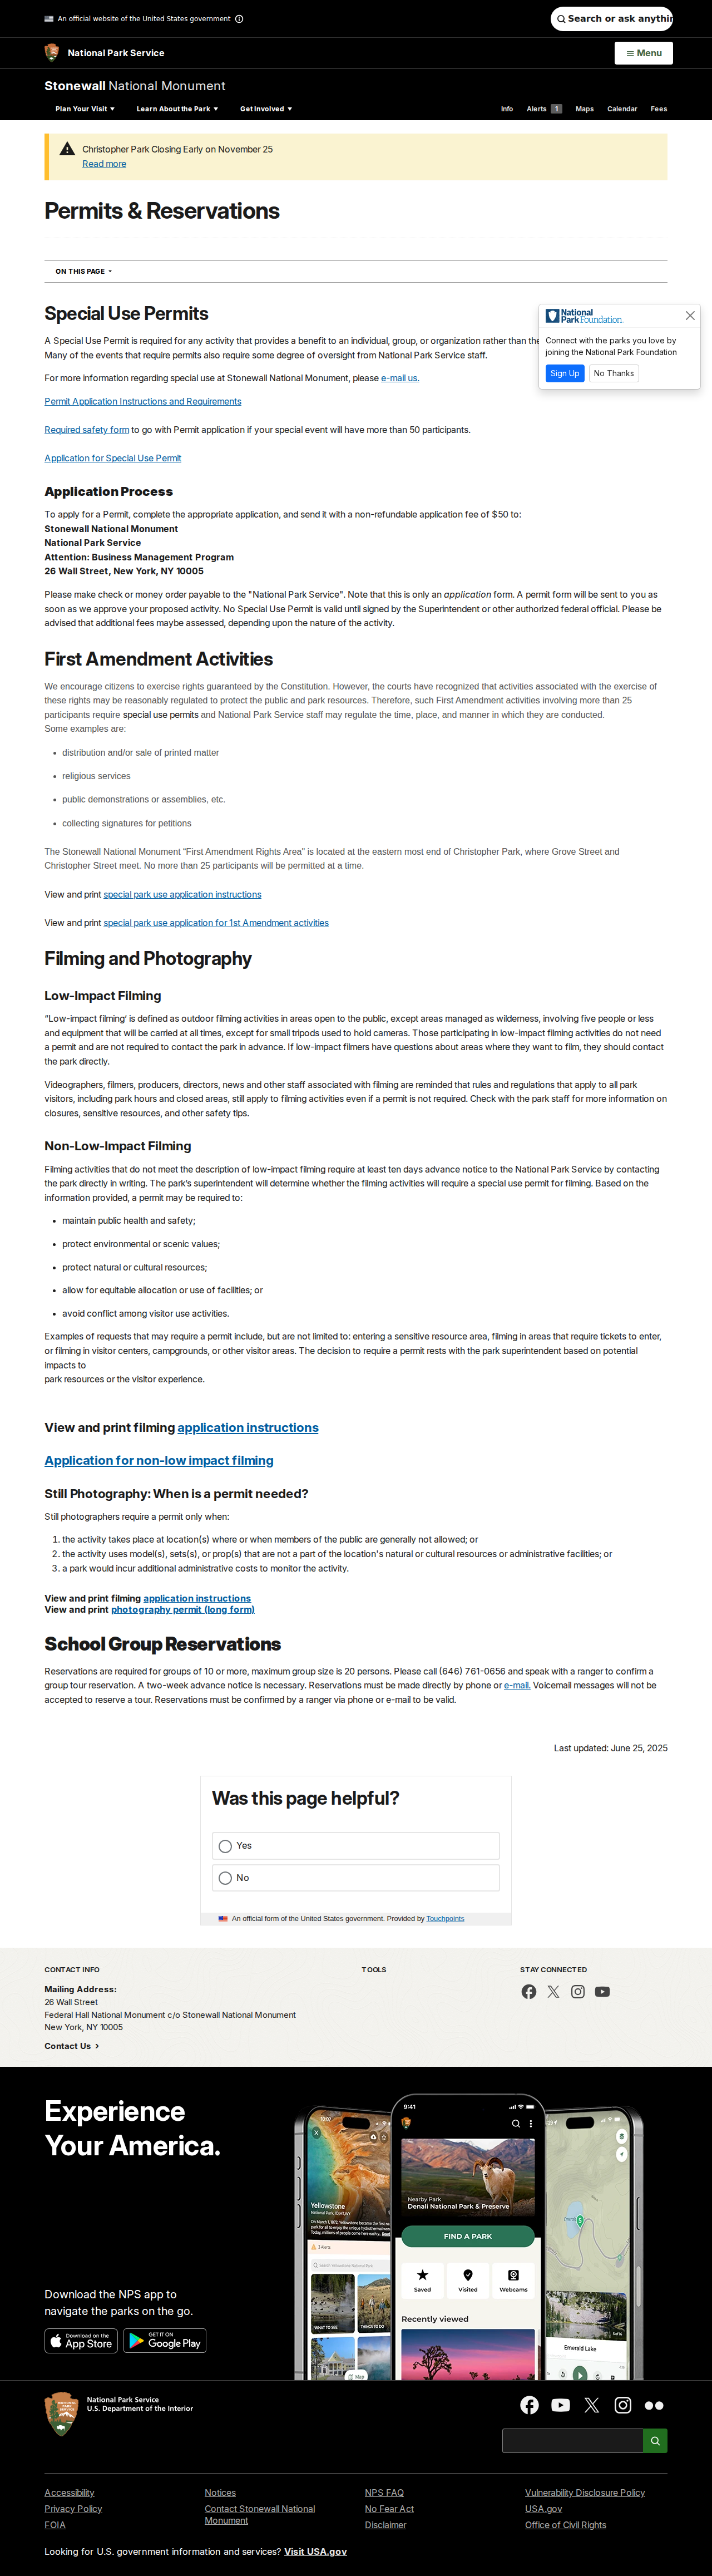 An official website of the United States government
Search or ask anythin
National Park Service
Menu
Stonewall National Monument
Plan Your Visit
Learn About the Park
Get Involved
Info
Alerts 1
Maps
Calendar
Fees
Christopher Park Closing Early on November 25
Read more
Permits & Reservations
ON THIS PAGE
Special Use Permits
A Special Use Permit is required for any activity that provides a benefit to an individual, group, or organization rather than the
Many of the events that require permits also require some degree of oversight from National Park Service staff.
National Park Foundation.
Connect with the parks you love by
joining the National Park Foundation
Sign Up
No Thanks
For more information regarding special use at Stonewall National Monument, please e-mail us.
Permit Application Instructions and Requirements
Required safety form to go with Permit application if your special event will have more than 50 participants.
Application for Special Use Permit
Application Process
To apply for a Permit, complete the appropriate application, and send it with a non-refundable application fee of $50 to:
Stonewall National Monument
National Park Service
Attention: Business Management Program
26 Wall Street, New York, NY 10005
Please make check or money order payable to the "National Park Service". Note that this is only an application form. A permit form will be sent to you as
soon as we approve your proposed activity. No Special Use Permit is valid until signed by the Superintendent or other authorized federal official. Please be
advised that additional fees maybe assessed, depending upon the nature of the activity.
First Amendment Activities
We encourage citizens to exercise rights guaranteed by the Constitution. However, the courts have recognized that activities associated with the exercise of
these rights may be reasonably regulated to protect the public and park resources. Therefore, such First Amendment activities involving more than 25
participants require special use permits and National Park Service staff may regulate the time, place, and manner in which they are conducted.
Some examples are:
• distribution and/or sale of printed matter
• religious services
• public demonstrations or assemblies, etc.
• collecting signatures for petitions
The Stonewall National Monument “First Amendment Rights Area” is located at the eastern most end of Christopher Park, where Grove Street and
Christopher Street meet. No more than 25 participants will be permitted at a time.
View and print special park use application instructions
View and print special park use application for 1st Amendment activities
Filming and Photography
Low-Impact Filming
“Low-impact filming’ is defined as outdoor filming activities in areas open to the public, except areas managed as wilderness, involving five people or less
and equipment that will be carried at all times, except for small tripods used to hold cameras. Those participating in low-impact filming activities do not need
a permit and are not required to contact the park in advance. If low-impact filmers have questions about areas where they want to film, they should contact
the park directly.
Videographers, filmers, producers, directors, news and other staff associated with filming are reminded that rules and regulations that apply to all park
visitors, including park hours and closed areas, still apply to filming activities even if a permit is not required. Check with the park staff for more information on
closures, sensitive resources, and other safety tips.
Non-Low-Impact Filming
Filming activities that do not meet the description of low-impact filming require at least ten days advance notice to the National Park Service by contacting
the park directly in writing. The park’s superintendent will determine whether the filming activities will require a special use permit for filming. Based on the
information provided, a permit may be required to:
• maintain public health and safety;
• protect environmental or scenic values;
• protect natural or cultural resources;
• allow for equitable allocation or use of facilities; or
• avoid conflict among visitor use activities.
Examples of requests that may require a permit include, but are not limited to: entering a sensitive resource area, filming in areas that require tickets to enter,
or filming in visitor centers, campgrounds, or other visitor areas. The decision to require a permit rests with the park superintendent based on potential
impacts to
park resources or the visitor experience.
View and print filming application instructions
Application for non-low impact filming
Still Photography: When is a permit needed?
Still photographers require a permit only when:
1. the activity takes place at location(s) where or when members of the public are generally not allowed; or
2. the activity uses model(s), sets(s), or prop(s) that are not a part of the location's natural or cultural resources or administrative facilities; or
3. a park would incur additional administrative costs to monitor the activity.
View and print filming application instructions
View and print photography permit (long form)
School Group Reservations
Reservations are required for groups of 10 or more, maximum group size is 20 persons. Please call (646) 761-0656 and speak with a ranger to confirm a
group tour reservation. A two-week advance notice is necessary. Reservations must be made directly by phone or e-mail. Voicemail messages will not be
accepted to reserve a tour. Reservations must be confirmed by a ranger via phone or e-mail to be valid.
Last updated: June 25, 2025
Was this page helpful?
Yes
No
An official form of the United States government. Provided by Touchpoints
CONTACT INFO
Mailing Address:
26 Wall Street
Federal Hall National Monument c/o Stonewall National Monument
New York, NY 10005
Contact Us
TOOLS
STAY CONNECTED
Experience
Your America.
Download the NPS app to
navigate the parks on the go.
Download on the
App Store
GET IT ON
Google Play
Yellowstone
3 Alerts
WHAT TO SEE
THINGS TO DO
Map
9:41
Nearby Park
Denali National Park & Preserve
FIND A PARK
Saved
Visited
Webcams
Recently viewed
Emerald Lake
National Park Service
U.S. Department of the Interior
Accessibility
Privacy Policy
FOIA
Notices
Contact Stonewall National
Monument
NPS FAQ
No Fear Act
Disclaimer
Vulnerability Disclosure Policy
USA.gov
Office of Civil Rights
Looking for U.S. government information and services? Visit USA.gov